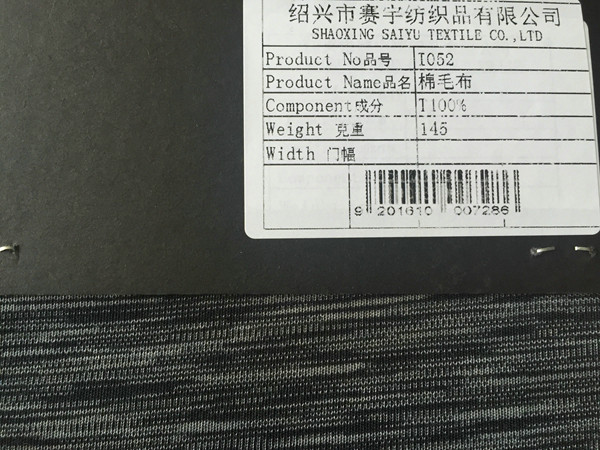 绍兴市赛宇纺织品有限公司
SHAOXING SAIYU TEXTILE CO.,LTD
Product No品号 I052
Product Name品名 棉毛布
Component成分 T100%
Weight 克重 145
Width 门幅
9 201610 007286